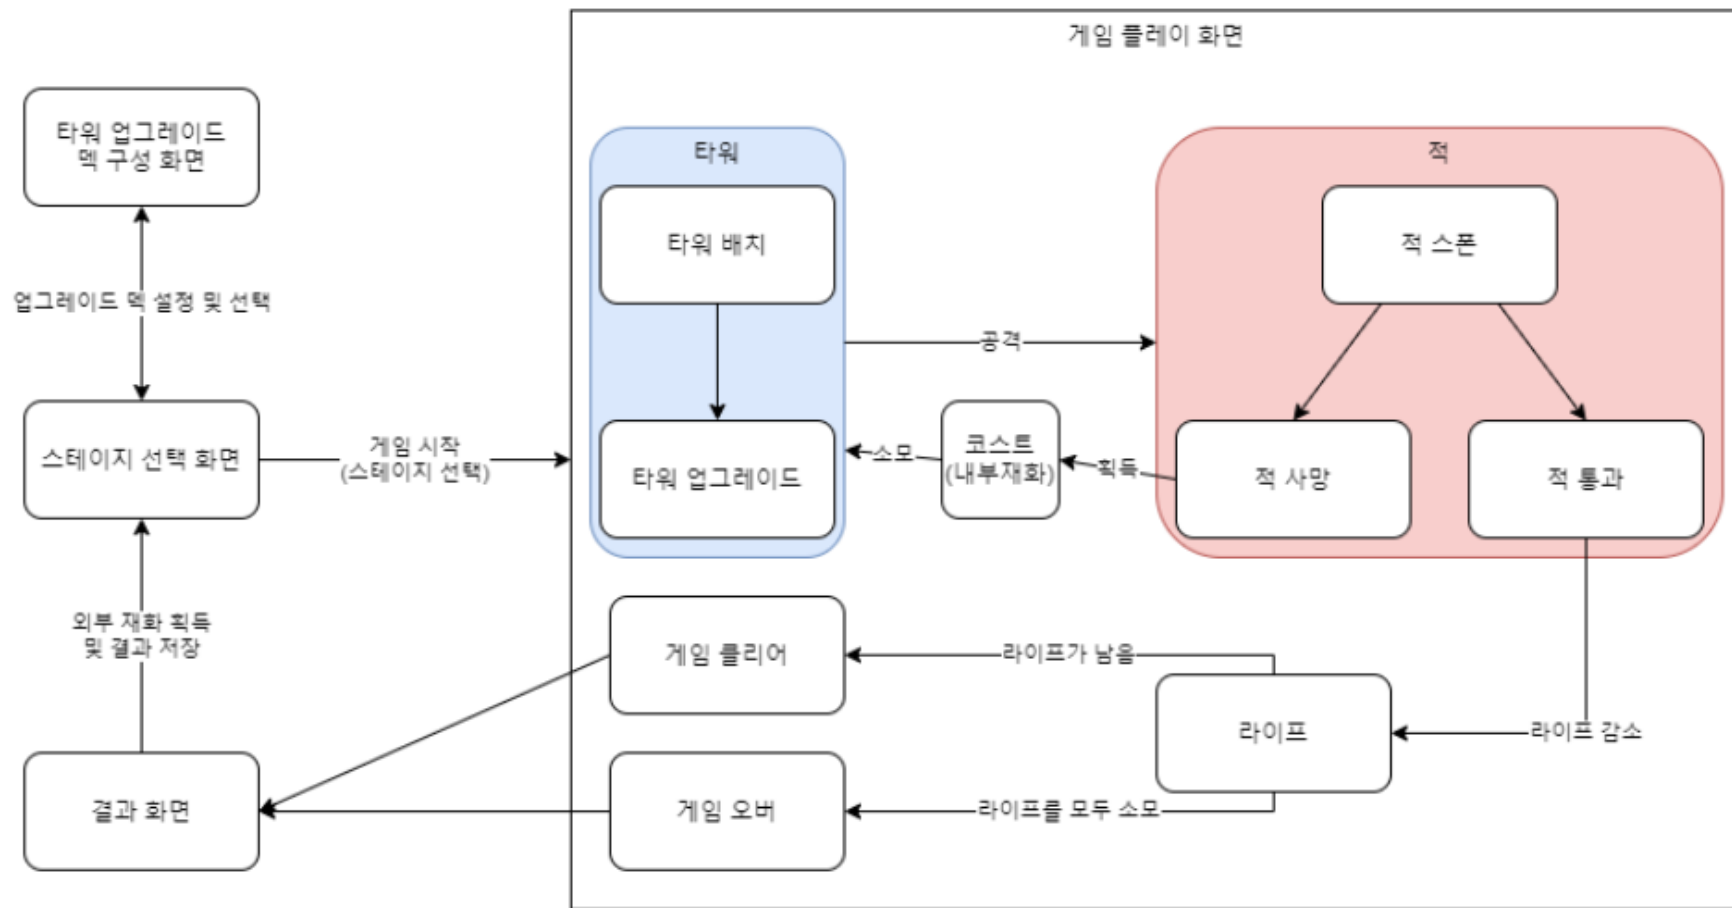 게임 플레이 화면
타워 업그레이드
덱 구성 화면
타워
적
타워 배치
적 스폰
업그레이드 덱 설정 및 선택
공격
스테이지 선택 화면
게임 시작
(스테이지 선택)
타워 업그레이드
소모
코스트
(내부재화)
획득
적 사망
적 통과
외부 재화 획득
및 결과 저장
게임 클리어
라이프가 남음
라이프
라이프 감소
결과 화면
게임 오버
라이프를 모두 소모